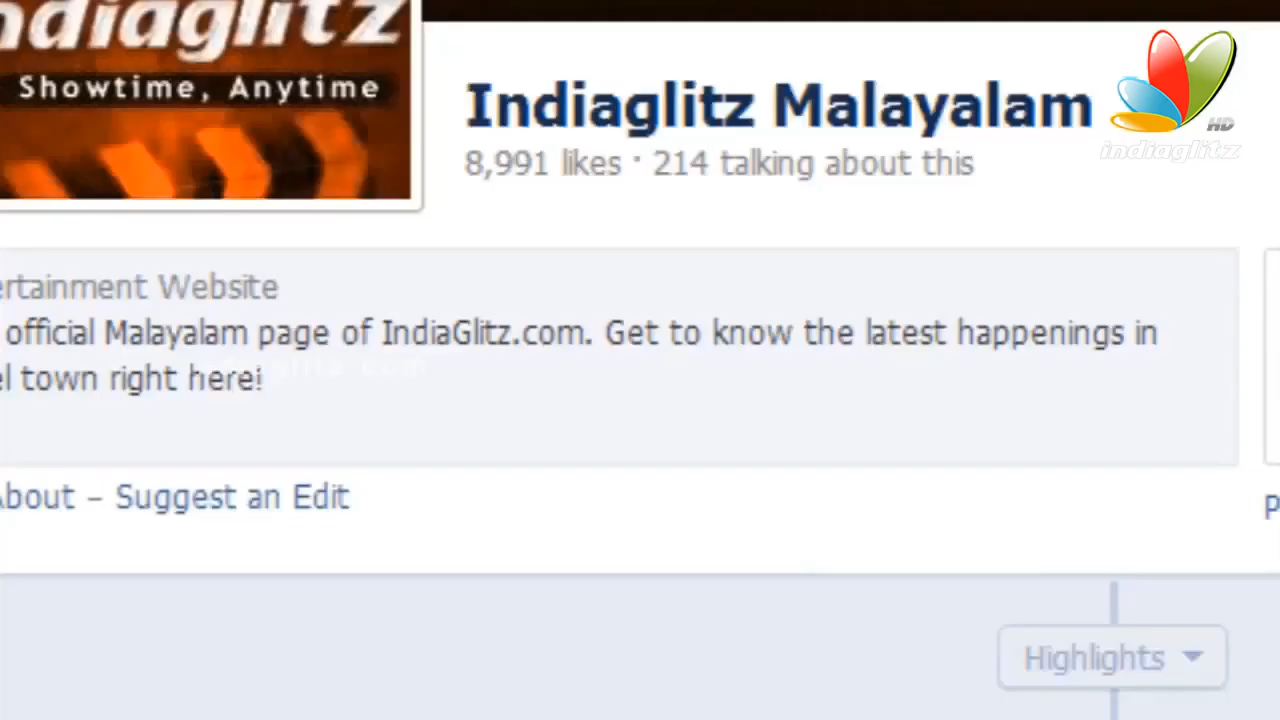 indiaglitz
Showtime, Anytime
Indiaglitz Malayalam
8,991 likes · 214 talking about this
HD
indiaglitz
ertainment Website
official Malayalam page of IndiaGlitz.com. Get to know the latest happenings in
el town right here!
About – Suggest an Edit
P
Highlights